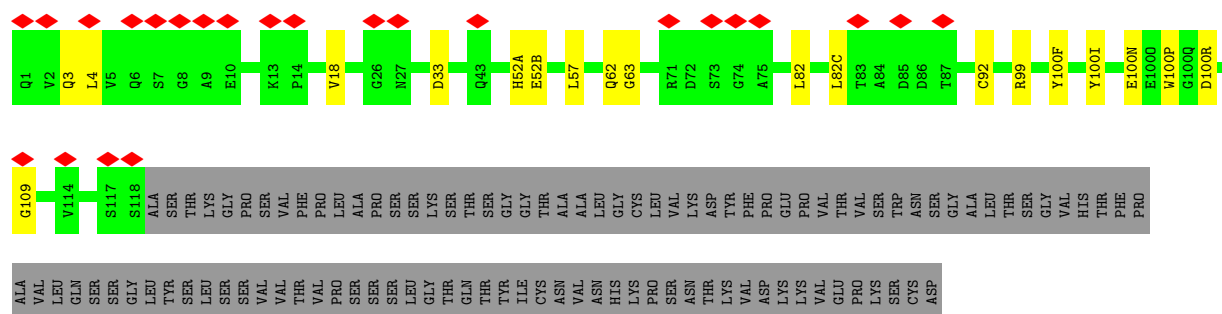 Q1 V2 Q3 L4 V5 Q6 S7 G8 A9 E10 K13 P14 V18 G26 N27 D33 Q43 H52A E52B L57 Q62 G63 R71 D72 S73 G74 A75 L82 L82C T83 A84 D85 D86 T87 C92 R99 Y100F Y100I E100N E100O W100P G100Q D100R
G109 V114 S117 S118 ALA SER THR LYS GLY PRO SER VAL PHE PRO LEU ALA PRO SER SER LYS SER THR SER GLY GLY THR ALA ALA LEU GLY CYS LEU VAL LYS ASP TYR PHE PRO GLU PRO VAL THR VAL SER TRP ASN SER GLY ALA LEU THR SER GLY VAL HIS THR PHE PRO
ALA VAL LEU GLN SER SER GLY LEU TYR SER LEU SER SER VAL VAL THR VAL PRO SER SER SER LEU GLY THR GLN THR TYR ILE CYS ASN VAL ASN HIS LYS PRO SER ASN THR LYS VAL ASP LYS LYS VAL GLU PRO LYS SER CYS ASP